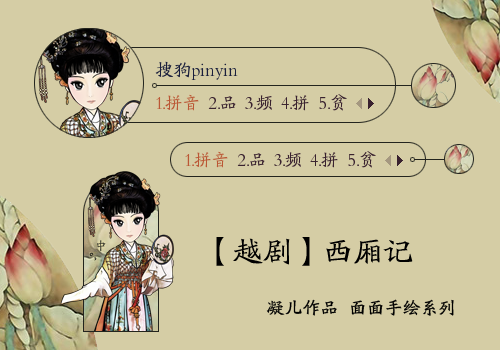 搜狗pinyin
1.拼音 2.品 3.频 4.拼 5.贫
1.拼音 2.品 3.频 4.拼 5.贫
中
【越剧】西厢记
凝儿作品 面面手绘系列